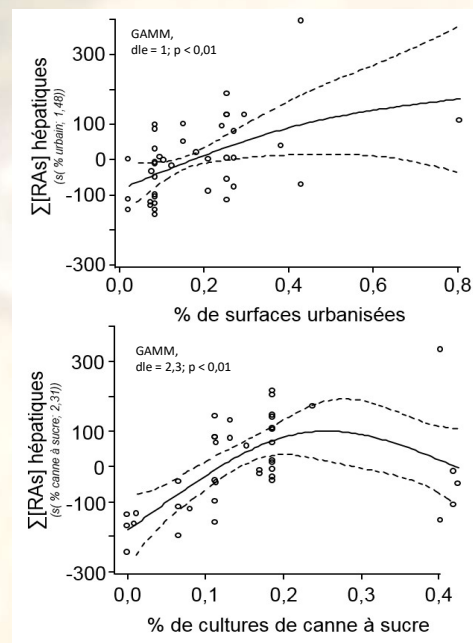 GAMM,
dle = 1; p < 0,01
Σ[RAs] hépatiques
(s( % urbain; 1,48))
300
100
0
-100
-300
0,0 0,2 0,4 0,6 0,8
% de surfaces urbanisées
GAMM,
dle = 2,3; p < 0,01
Σ[RAs] hépatiques
(s( % canne à sucre; 2,31))
300
100
0
-100
-300
0,0 0,1 0,2 0,3 0,4
% de cultures de canne à sucre